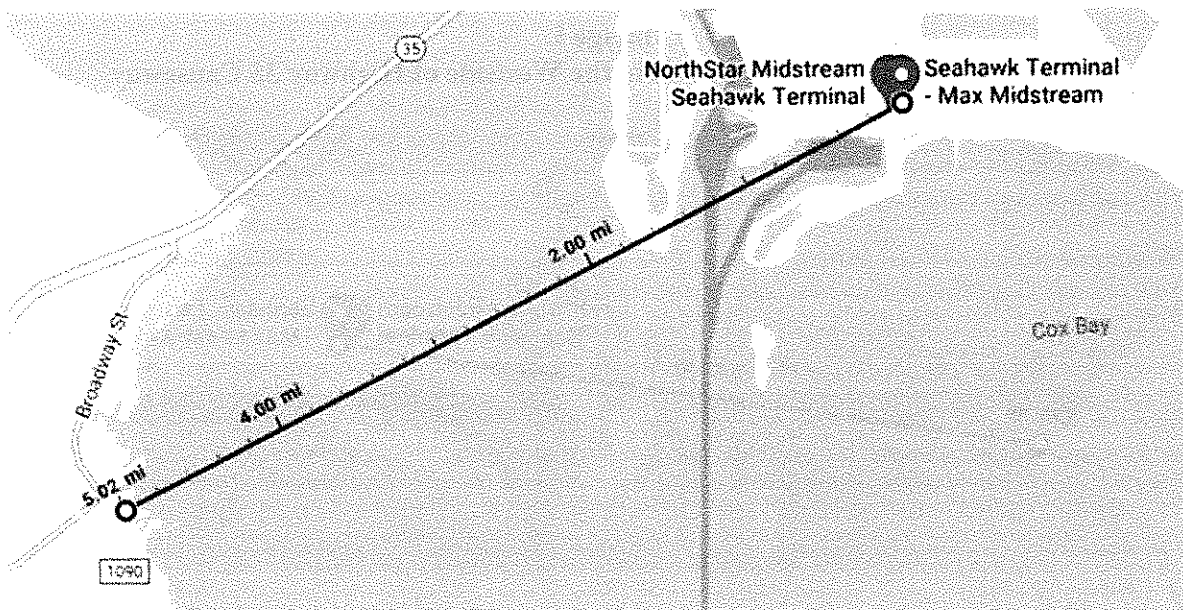 35
NorthStar Midstream
Seahawk Terminal
Seahawk Terminal
- Max Midstream
2.00 mi
Cox Bay
Broadway St
4.00 mi
5.02 mi
1090